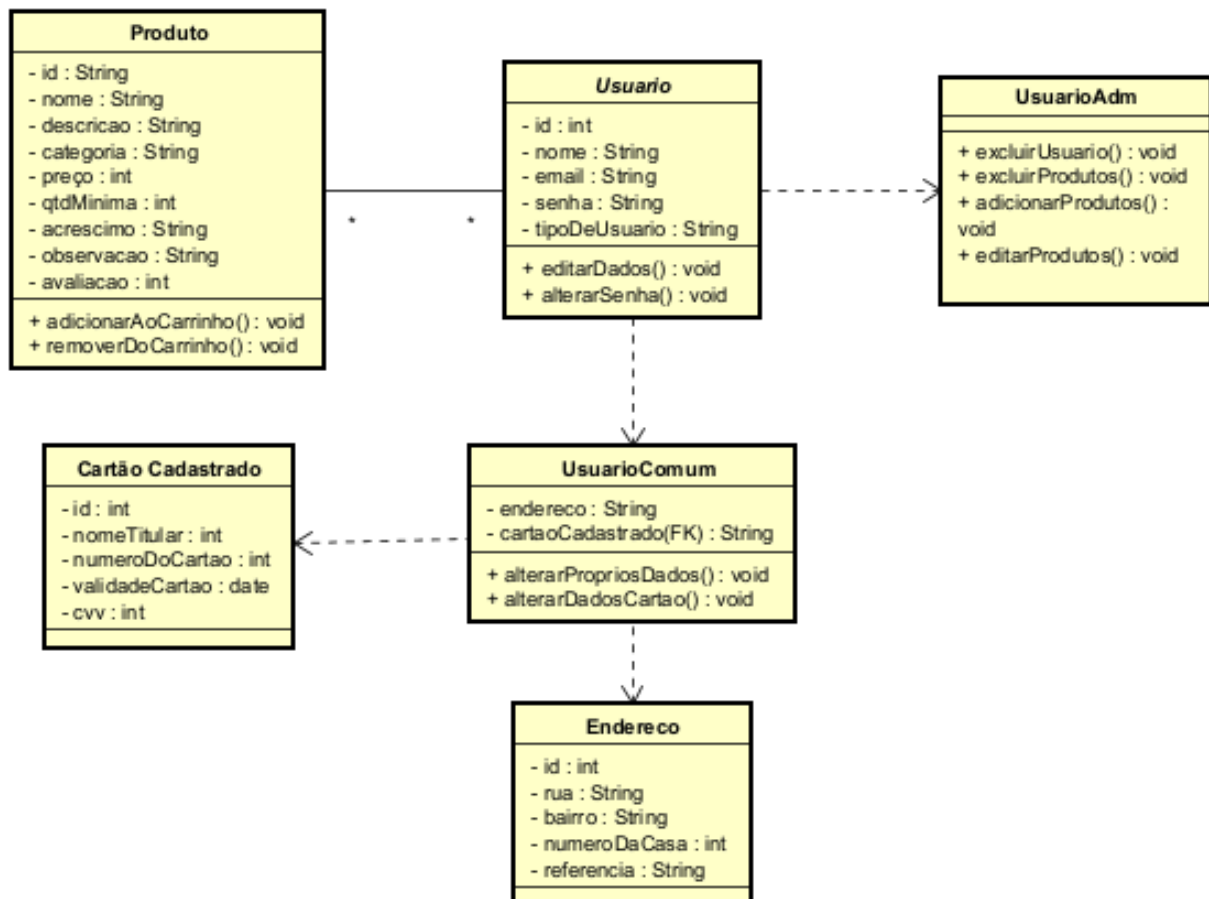 Produto
- id : String
- nome : String
- descricao : String
- categoria : String
- preço : int
- qtdMinima : int
- acrescimo : String
- observacao : String
- avaliacao : int
+ adicionarAoCarrinho() : void
+ removerDoCarrinho() : void
*
*
Usuario
- id : int
- nome : String
- email : String
- senha : String
- tipoDeUsuario : String
+ editarDados() : void
+ alterarSenha() : void
UsuarioAdm
+ excluirUsuario() : void
+ excluirProdutos() : void
+ adicionarProdutos() :
void
+ editarProdutos() : void
Cartão Cadastrado
- id : int
- nomeTitular : int
- numeroDoCartao : int
- validadeCartao : date
- cvv : int
UsuarioComum
- endereco : String
- cartaoCadastrado(FK) : String
+ alterarPropriosDados() : void
+ alterarDadosCartao() : void
Endereco
- id : int
- rua : String
- bairro : String
- numeroDaCasa : int
- referencia : String